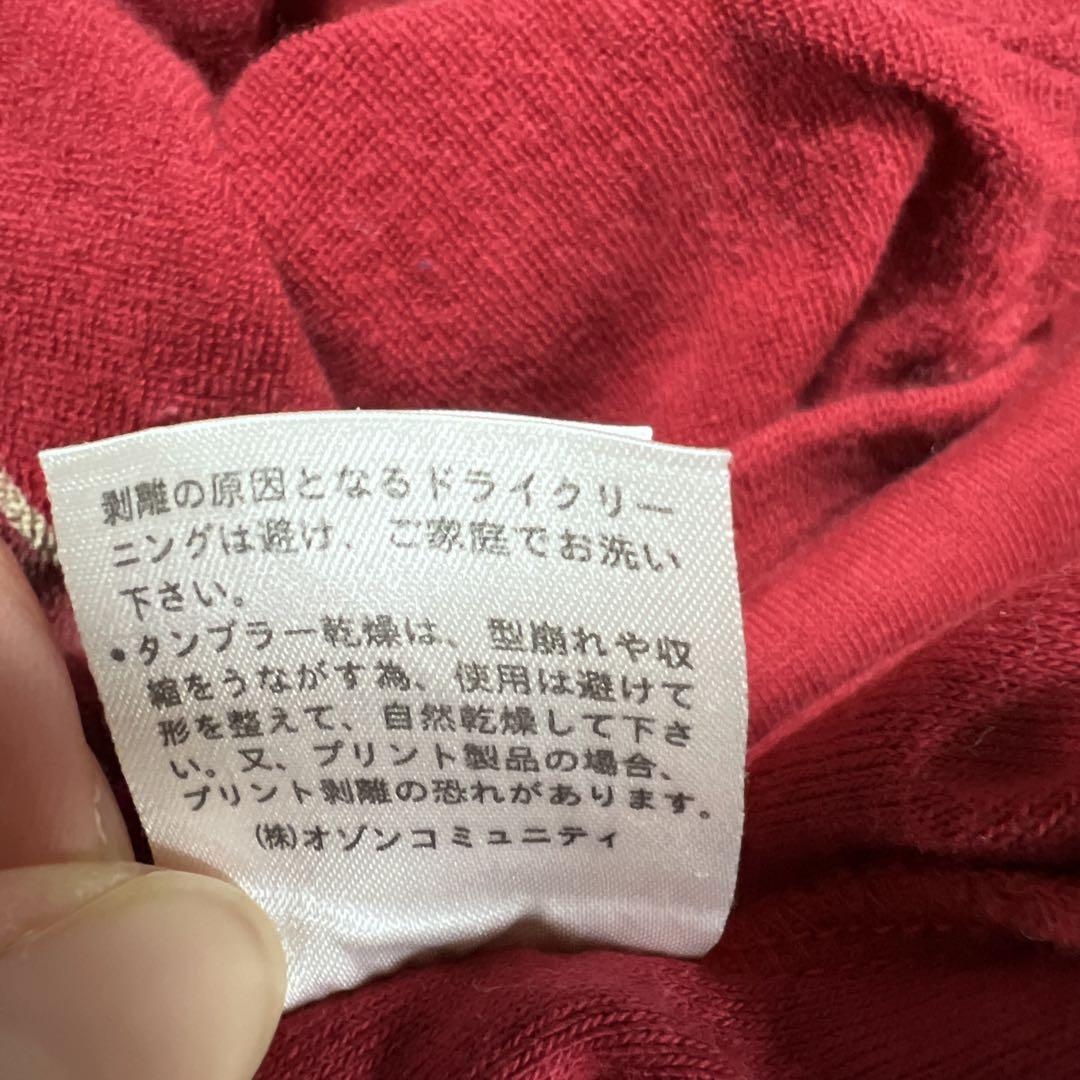 剥離の原因となるドライクリー
ニングは避け、ご家庭でお洗い
下さい。
•タンブラー乾燥は、型崩れや収
縮をうながす為、使用は避けて
形を整えて、自然乾燥して下さ
い。又、プリント製品の場合、
プリント剥離の恐れがあります。
(株)オゾンコミュニティ